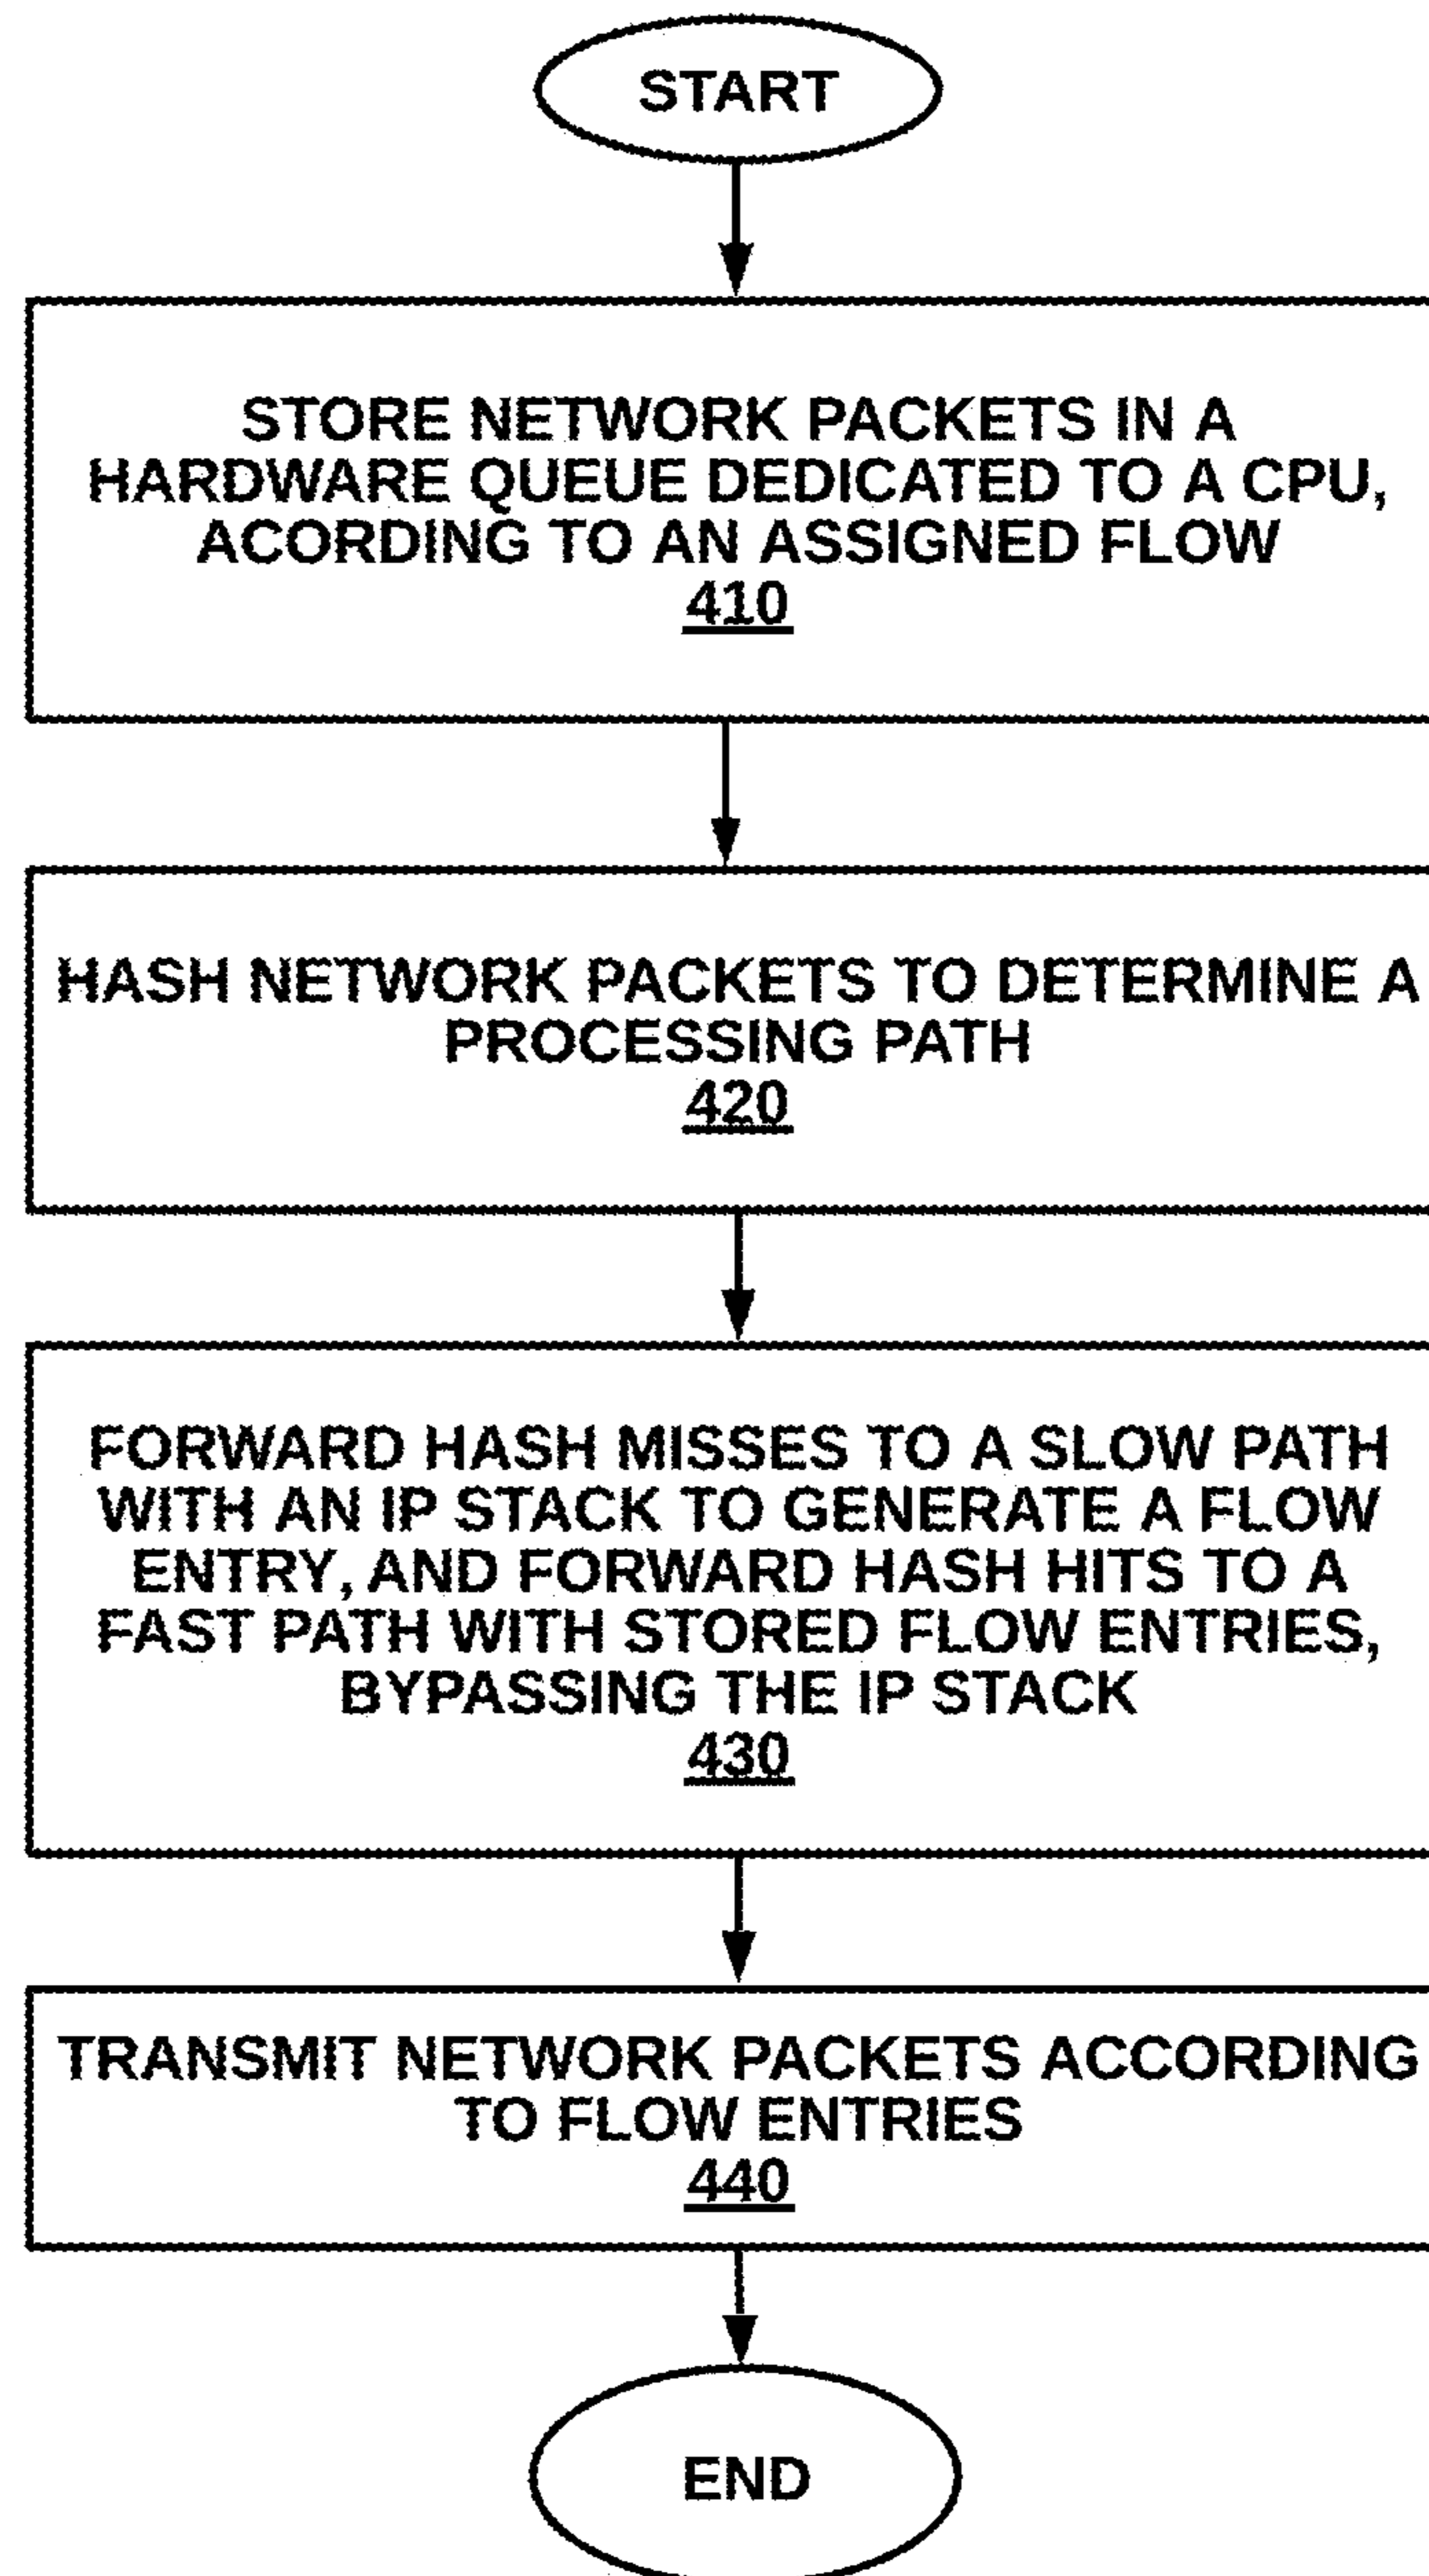 START
STORE NETWORK PACKETS IN A
HARDWARE QUEUE DEDICATED TO A CPU,
ACORDING TO AN ASSIGNED FLOW
410
HASH NETWORK PACKETS TO DETERMINE A
PROCESSING PATH
420
FORWARD HASH MISSES TO A SLOW PATH
WITH AN IP STACK TO GENERATE A FLOW
ENTRY, AND FORWARD HASH HITS TO A
FAST PATH WITH STORED FLOW ENTRIES,
BYPASSING THE IP STACK
430
TRANSMIT NETWORK PACKETS ACCORDING
TO FLOW ENTRIES
440
END